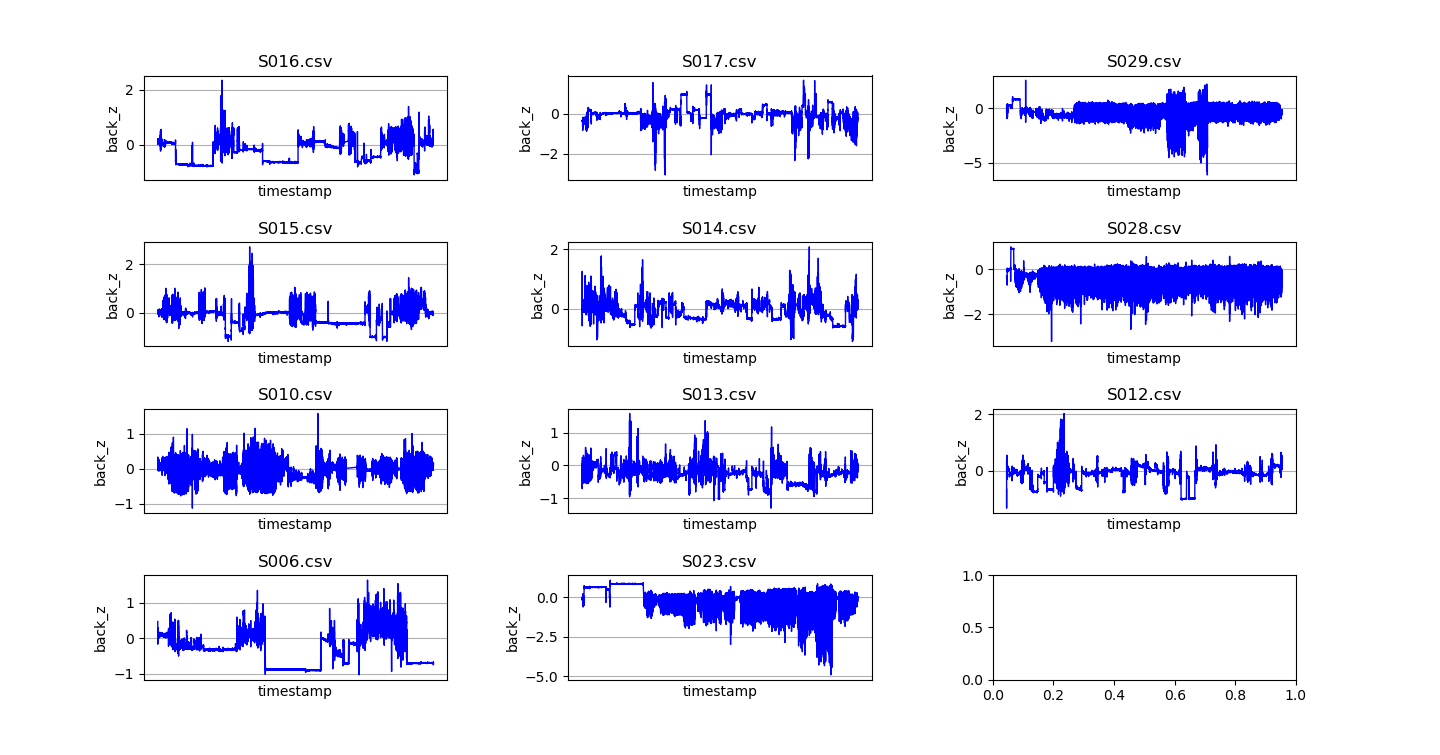 S016.csv
2
0
back_z
timestamp
S017.csv
0
−2
back_z
timestamp
S029.csv
0
−5
back_z
timestamp
S015.csv
2
0
back_z
timestamp
S014.csv
2
0
back_z
timestamp
S028.csv
0
−2
back_z
timestamp
S010.csv
1
0
−1
back_z
timestamp
S013.csv
1
0
−1
back_z
timestamp
S012.csv
2
0
back_z
timestamp
S006.csv
1
0
−1
back_z
timestamp
S023.csv
0.0
−2.5
−5.0
back_z
timestamp
1.0
0.5
0.0
0.0 0.2 0.4 0.6 0.8 1.0